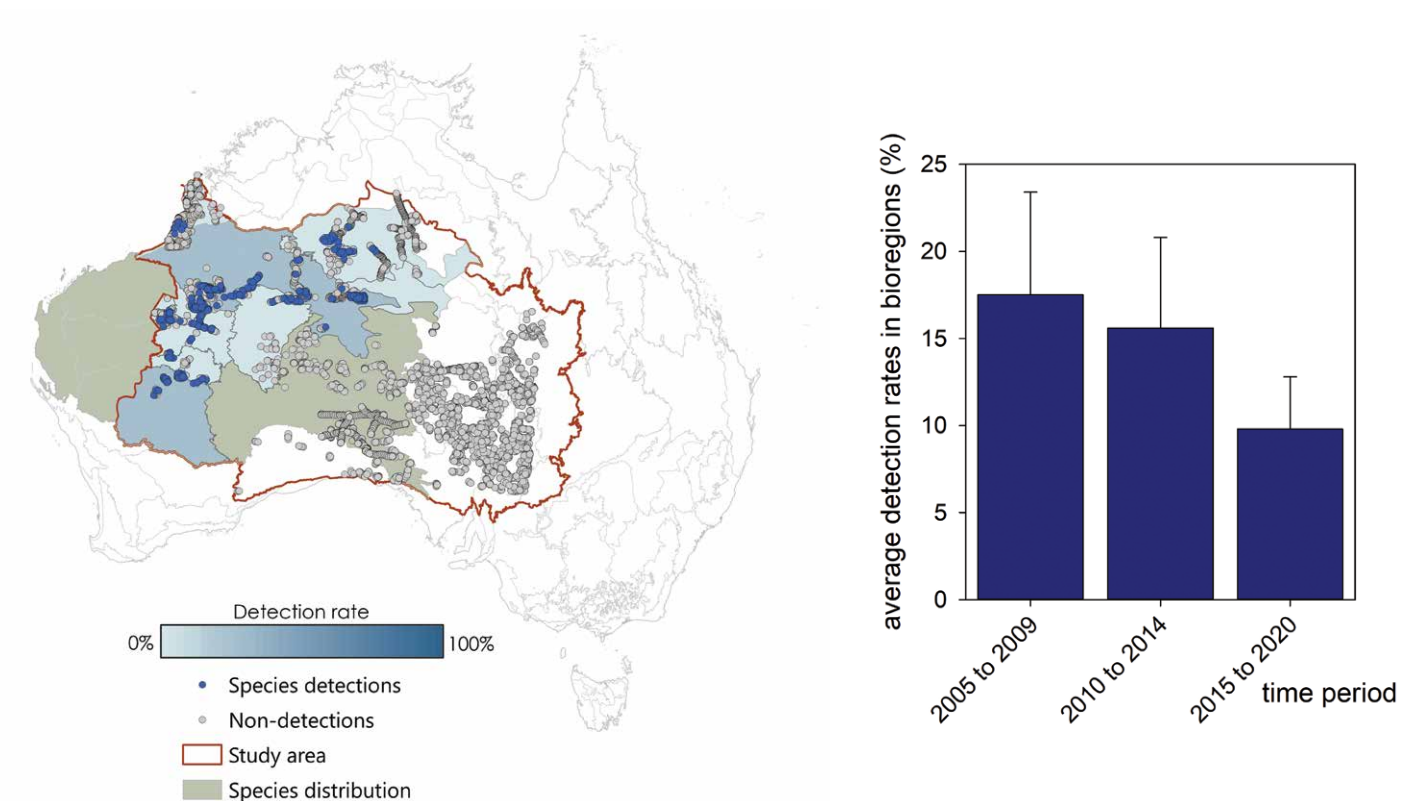 Detection rate
0%
100%
Species detections
Non-detections
Study area
Species distribution
average detection rates in bioregions (%)
25
20
15
10
5
0
2005 to 2009
2010 to 2014
2015 to 2020
time period